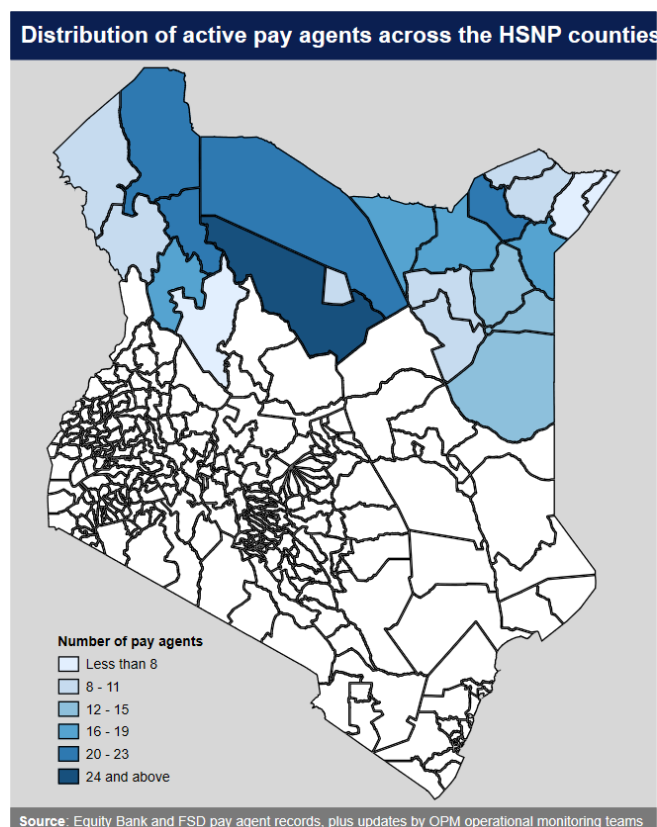 Distribution of active pay agents across the HSNP counties
Number of pay agents
Less than 8
8 - 11
12 - 15
16 - 19
20 - 23
24 and above
Source: Equity Bank and FSD pay agent records, plus updates by OPM operational monitoring teams